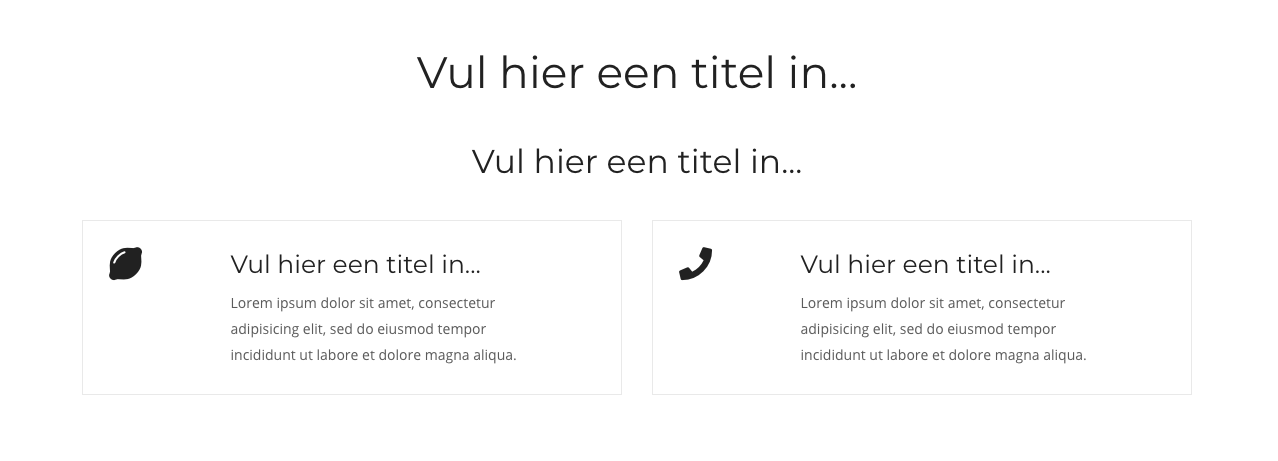 Vul hier een titel in...
Vul hier een titel in...
Vul hier een titel in...
Lorem ipsum dolor sit amet, consectetur
adipisicing elit, sed do eiusmod tempor
incididunt ut labore et dolore magna aliqua.
Vul hier een titel in...
Lorem ipsum dolor sit amet, consectetur
adipisicing elit, sed do eiusmod tempor
incididunt ut labore et dolore magna aliqua.